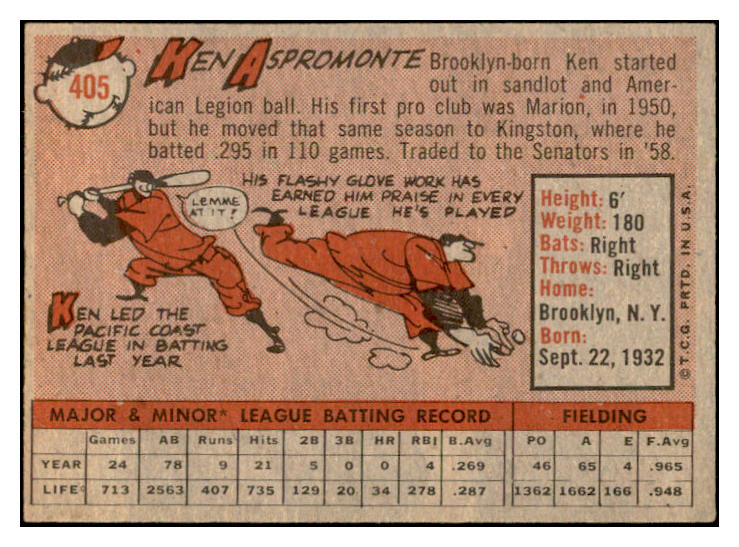 405
KEN ASPROMONTE Brooklyn-born Ken started
out in sandlot and Amer-
ican Legion ball. His first pro club was Marion, in 1950,
but he moved that same season to Kingston, where he
batted .295 in 110 games. Traded to the Senators in '58.
LEMME
AT IT!
HIS FLASHY GLOVE WORK HAS
EARNED HIM PRAISE IN EVERY
LEAGUE HE'S PLAYED
KEN LED THE
PACIFIC COAST
LEAGUE IN BATTING
LAST YEAR
Height: 6'
Weight: 180
Bats: Right
Throws: Right
Home:
Brooklyn, N. Y.
Born:
Sept. 22, 1932
© T.C.G. PRTD. IN U.S.A.
MAJOR & MINOR* LEAGUE BATTING RECORD FIELDING
Games AB Runs Hits 2B 3B HR RBI B.Avg PO A E F.Avg
YEAR 24 78 9 21 5 0 0 4 .269 46 65 4 .965
LIFE 713 2563 407 735 129 20 34 278 .287 1362 1662 166 .948